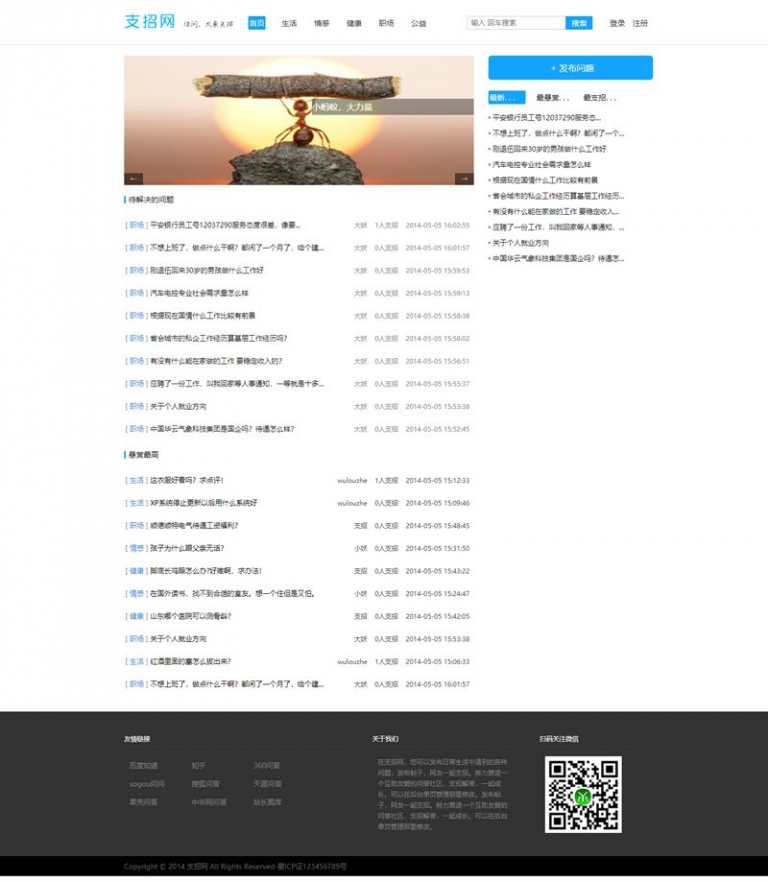 支招网 你问，大家支招 首页 生活 情感 健康 职场 公益 输入 回车搜索 搜索 登录 注册
小蚂蚁，大力量
← →
待解决的问题
[ 职场 ] 平安银行员工号12037290服务态度很差，像要... 大妖 1人支招 2014-05-05 16:02:55
[ 职场 ] 不想上班了，做点什么干啊？都闲了一个月了，给个建... 大妖 0人支招 2014-05-05 16:01:57
[ 职场 ] 刚退伍回来30岁的男孩做什么工作好 大妖 0人支招 2014-05-05 15:59:53
[ 职场 ] 汽车电控专业社会需求量怎么样 大妖 0人支招 2014-05-05 15:59:13
[ 职场 ] 根据现在国情什么工作比较有前景 大妖 0人支招 2014-05-05 15:58:38
[ 职场 ] 省会城市的私企工作经历算基层工作经历吗？ 大妖 0人支招 2014-05-05 15:58:02
[ 职场 ] 有没有什么能在家做的工作 要稳定收入的？ 大妖 0人支招 2014-05-05 15:56:51
[ 职场 ] 应聘了一份工作，叫我回家等人事通知，一等就是十多... 大妖 0人支招 2014-05-05 15:55:37
[ 职场 ] 关于个人就业方向 大妖 0人支招 2014-05-05 15:53:38
[ 职场 ] 中国华云气象科技集团是国企吗？待遇怎么样？ 大妖 0人支招 2014-05-05 15:52:45
悬赏最高
[ 生活 ] 这衣服好看吗？求点评！ wulouzhe 1人支招 2014-05-05 15:12:33
[ 生活 ] XP系统停止更新以后用什么系统好 wulouzhe 0人支招 2014-05-05 15:09:46
[ 职场 ] 顺德顺特电气待遇工资福利？ 支招 0人支招 2014-05-05 15:48:45
[ 情感 ] 孩子为什么跟父亲无话？ 小妖 0人支招 2014-05-05 15:31:50
[ 健康 ] 脚底长鸡眼怎么办?好难啊，求办法！ 支招 0人支招 2014-05-05 15:43:22
[ 情感 ] 在国外读书，找不到合适的室友。想一个住但是又怕。 小妖 0人支招 2014-05-05 15:24:47
[ 健康 ] 山东哪个医院可以测骨龄？ 支招 0人支招 2014-05-05 15:42:05
[ 职场 ] 关于个人就业方向 大妖 0人支招 2014-05-05 15:53:38
[ 生活 ] 红酒里面的塞怎么拔出来？ wulouzhe 1人支招 2014-05-05 15:06:33
[ 职场 ] 不想上班了，做点什么干啊？都闲了一个月了，给个建... 大妖 0人支招 2014-05-05 16:01:57
+ 发布问题
最新... 最悬赏... 最支招...
平安银行员工号12037290服务态...
不想上班了，做点什么干啊？都闲了一个...
刚退伍回来30岁的男孩做什么工作好
汽车电控专业社会需求量怎么样
根据现在国情什么工作比较有前景
省会城市的私企工作经历算基层工作经历...
有没有什么能在家做的工作 要稳定收入...
应聘了一份工作，叫我回家等人事通知，...
关于个人就业方向
中国华云气象科技集团是国企吗？待遇怎...
友情链接
百度知道 知乎 360问答
sogou问问 搜狐问答 天涯问答
果壳问答 中华网问答 站长图库
关于我们
在支招网，您可以发布日常生活中遇到的各种
问题，发布帖子，网友一起支招。努力营造一
个互助友爱的问答社区，支招解答，一起成
长。可以在后台单页管理那里修改。发布帖
子，网友一起支招。努力营造一个互助友爱的
问答社区，支招解答，一起成长。可以在后台
单页管理那里修改。
扫码关注微信
Copyright © 2014 支招网 All Rights Reserved-蜀ICP证123456789号